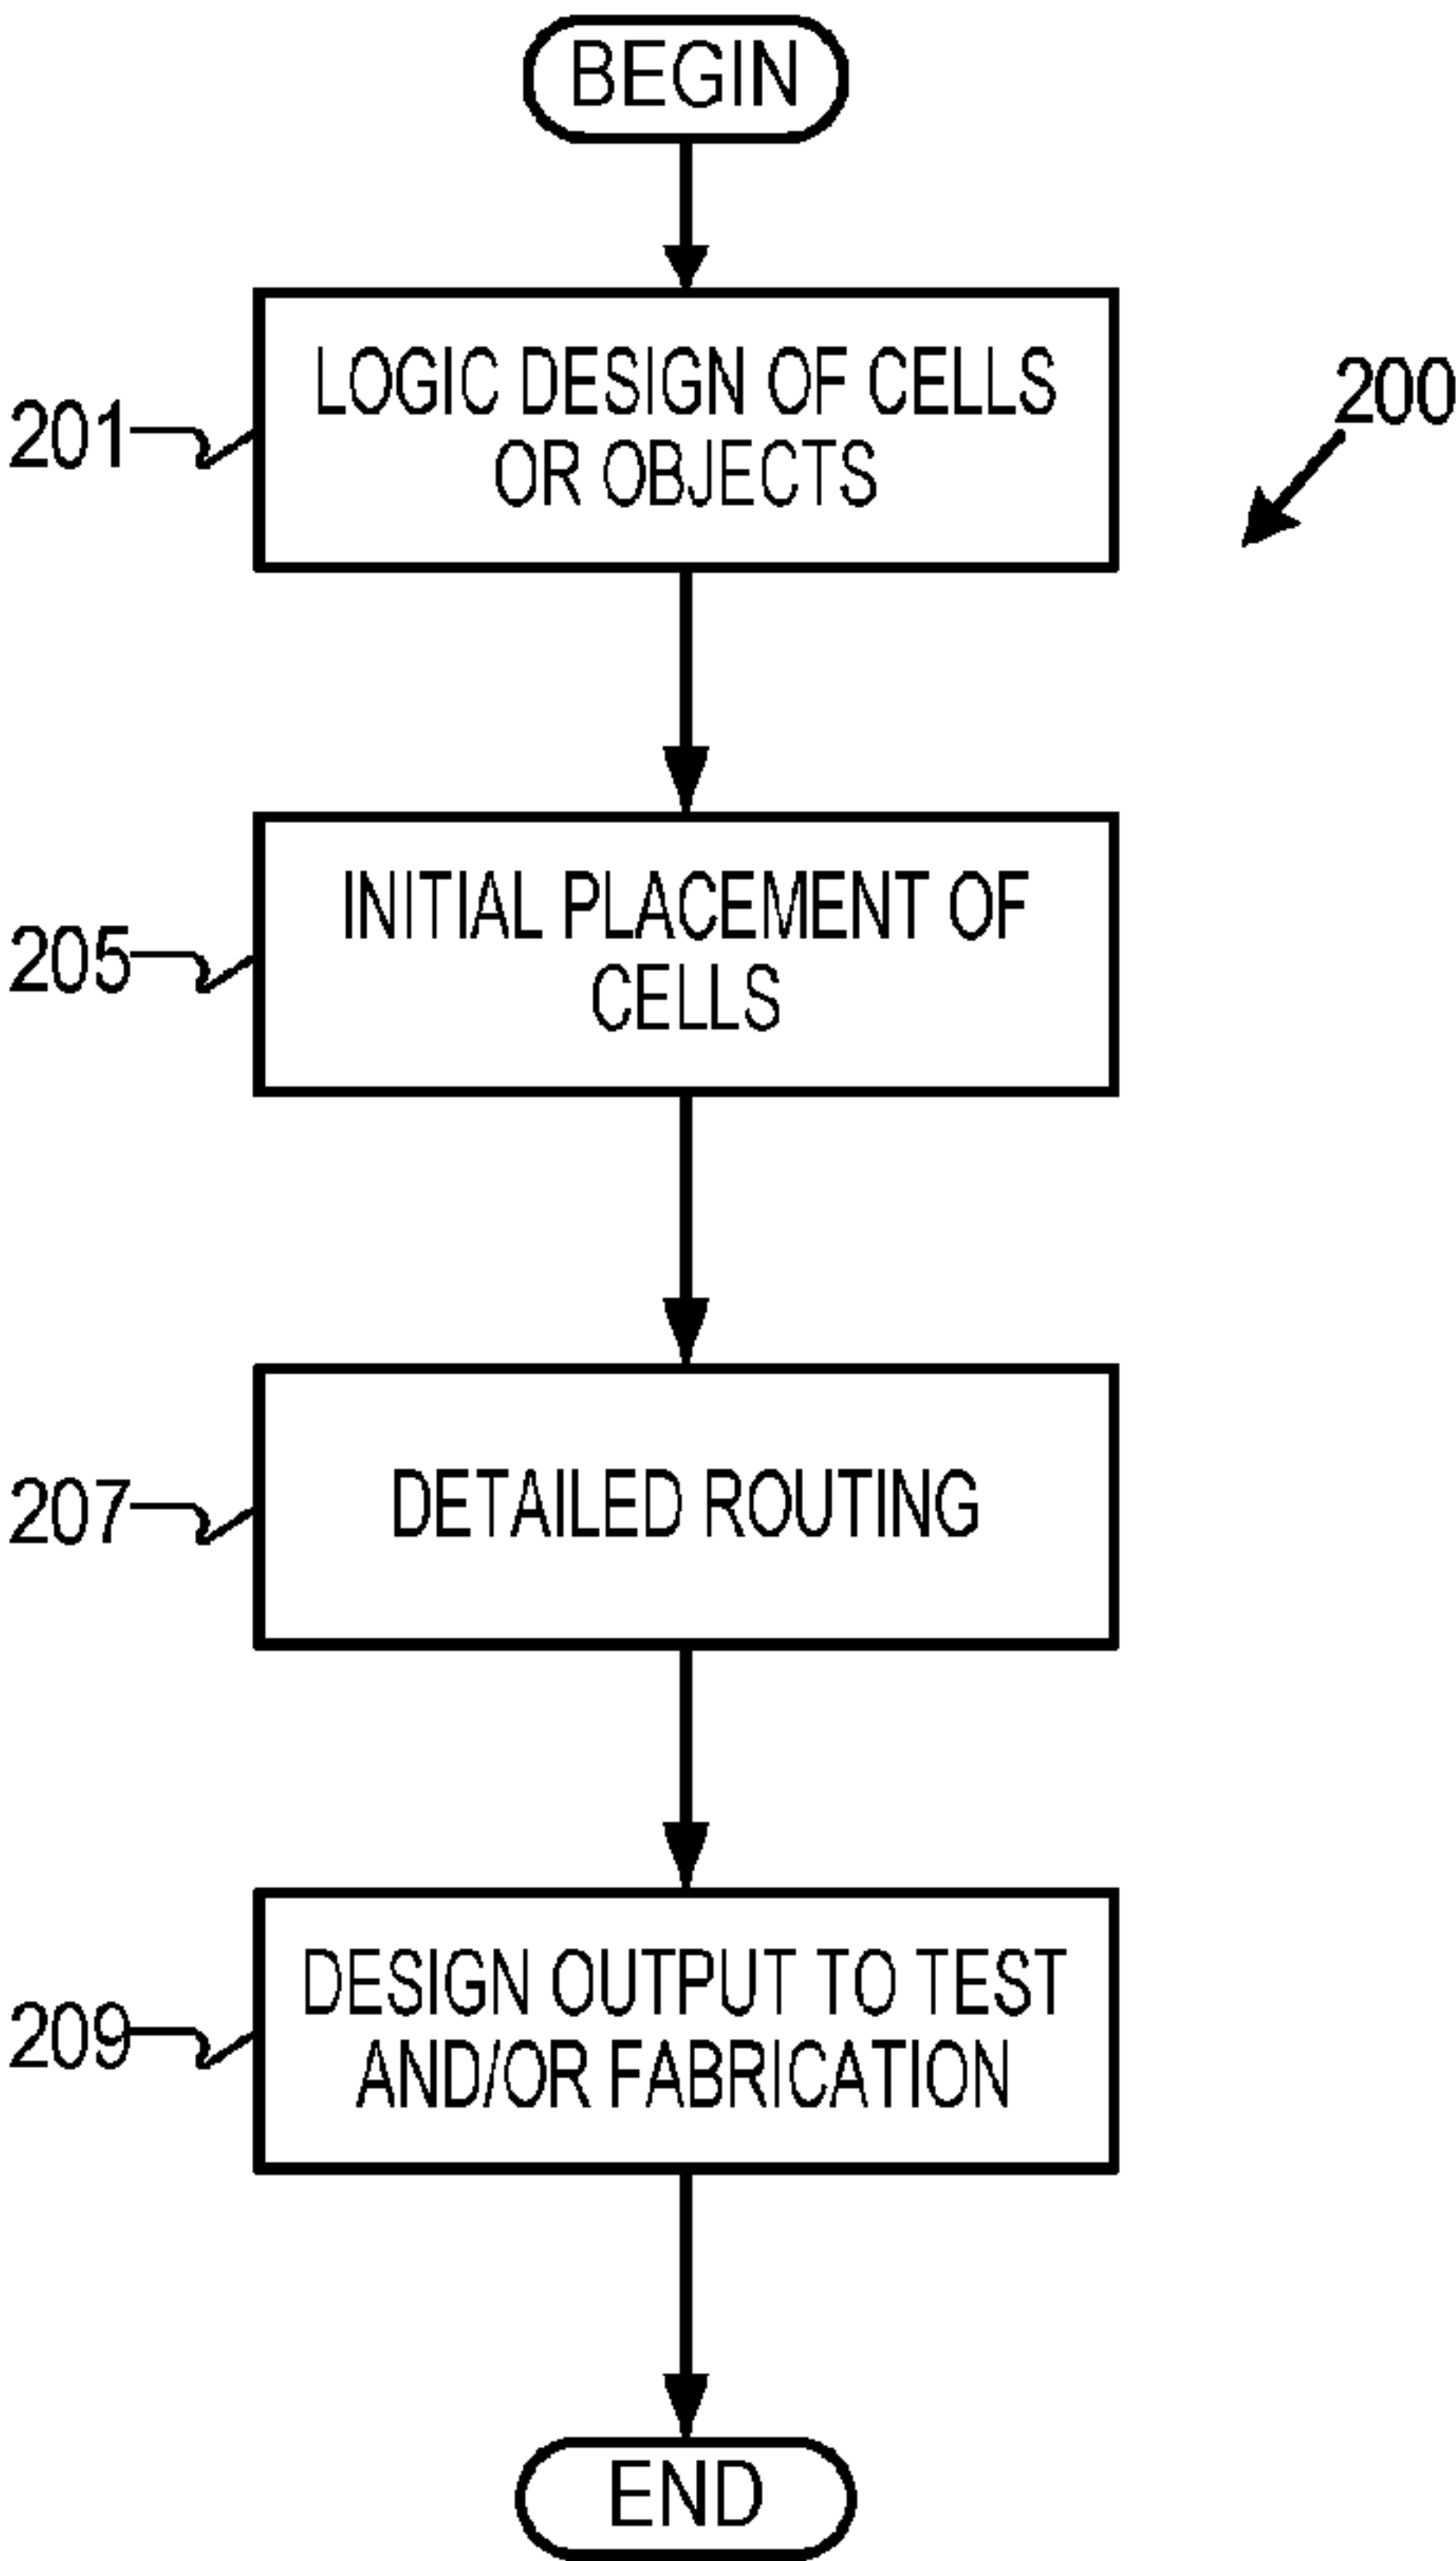 BEGIN
LOGIC DESIGN OF CELLS
OR OBJECTS
201
200
INITIAL PLACEMENT OF
CELLS
205
DETAILED ROUTING
207
DESIGN OUTPUT TO TEST
AND/OR FABRICATION
209
END